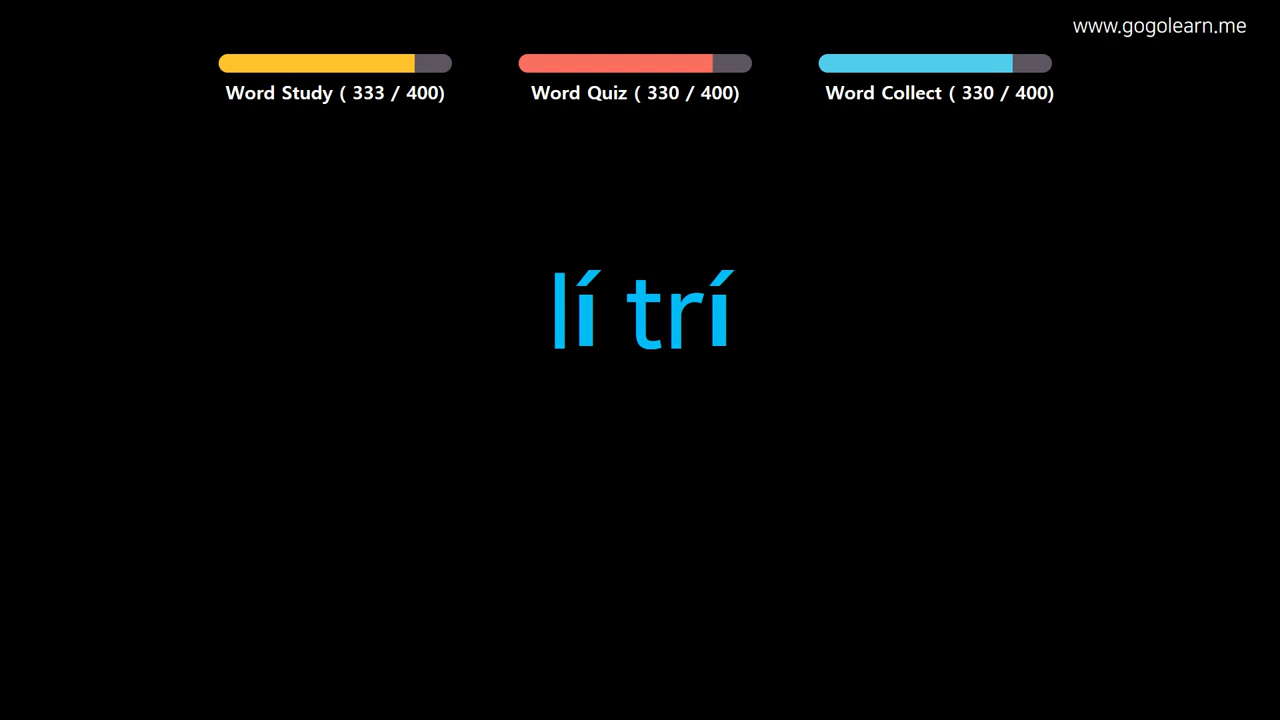 www.gogolearn.me
Word Study ( 333 / 400)
Word Quiz ( 330 / 400)
Word Collect ( 330 / 400)
lí trí